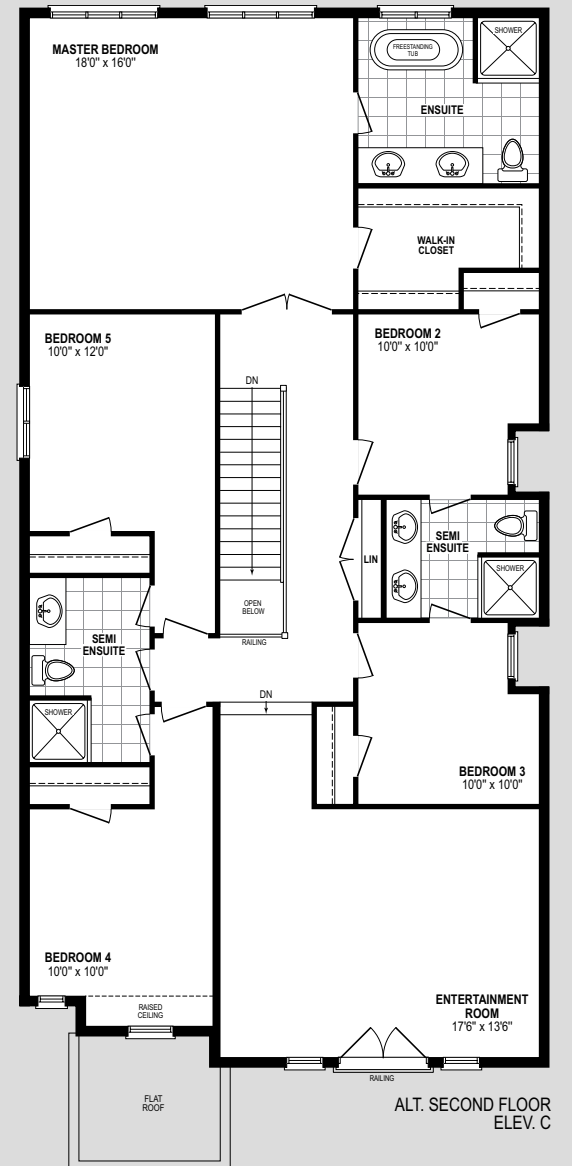 MASTER BEDROOM
18'0" x 16'0"
FREESTANDING
TUB
SHOWER
ENSUITE
WALK-IN
CLOSET
BEDROOM 5
10'0" x 12'0"
BEDROOM 2
10'0" x 10'0"
DN
LIN
SEMI
ENSUITE
SHOWER
OPEN
BELOW
RAILING
SEMI
ENSUITE
SHOWER
DN
BEDROOM 3
10'0" x 10'0"
BEDROOM 4
10'0" x 10'0"
RAISED
CEILING
ENTERTAINMENT
ROOM
17'6" x 13'6"
RAILING
FLAT
ROOF
ALT. SECOND FLOOR
ELEV. C